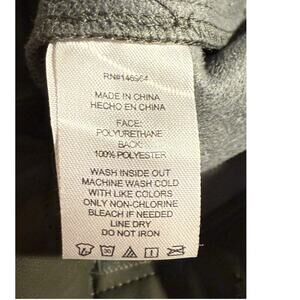 RN#146964
MADE IN CHINA
HECHO EN CHINA
FACE:
POLYURETHANE
BACK:
100% POLYESTER
WASH INSIDE OUT
MACHINE WASH COLD
WITH LIKE COLORS
ONLY NON-CHLORINE
BLEACH IF NEEDED
LINE DRY
DO NOT IRON